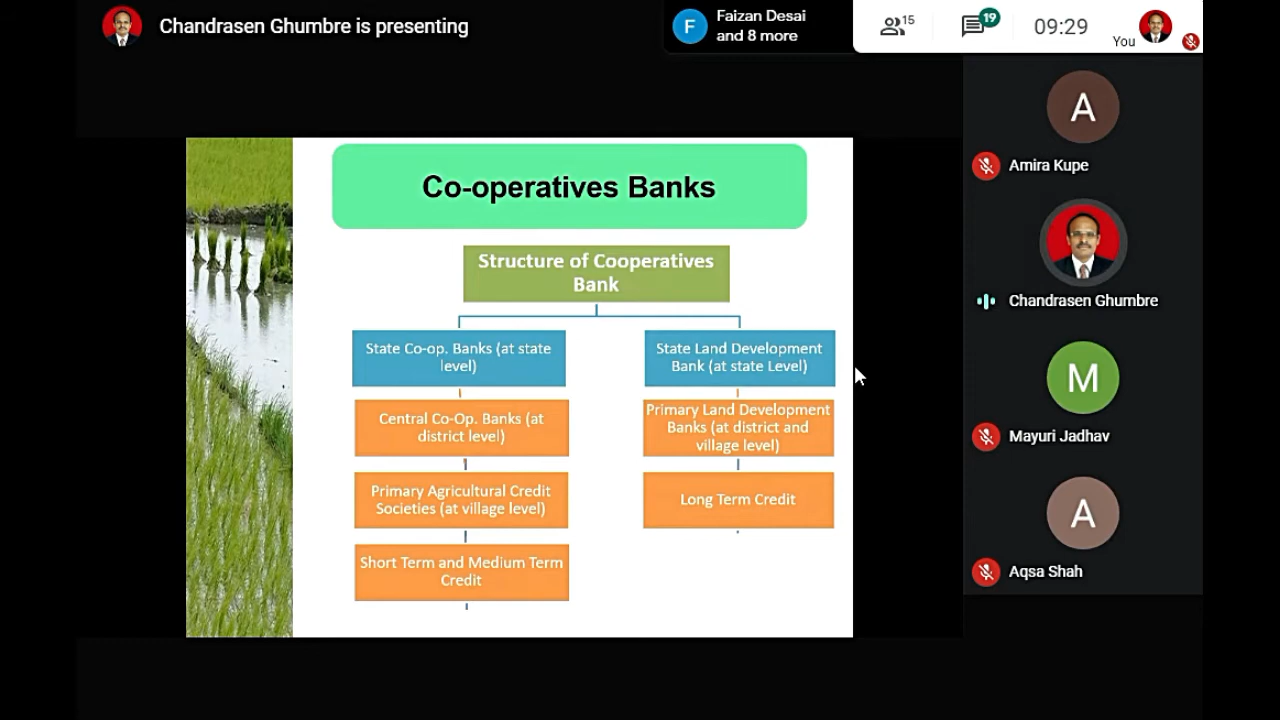 Chandrasen Ghumbre is presenting
F
Faizan Desai
and 8 more
15
19
09:29
You
Co-operatives Banks
Structure of Cooperatives
Bank
State Co-op. Banks (at state
level)
Central Co-Op. Banks (at
district level)
Primary Agricultural Credit
Societies (at village level)
Short Term and Medium Term
Credit
State Land Development
Bank (at state Level)
Primary Land Development
Banks (at district and
village level)
Long Term Credit
A
Amira Kupe
Chandrasen Ghumbre
M
Mayuri Jadhav
A
Aqsa Shah